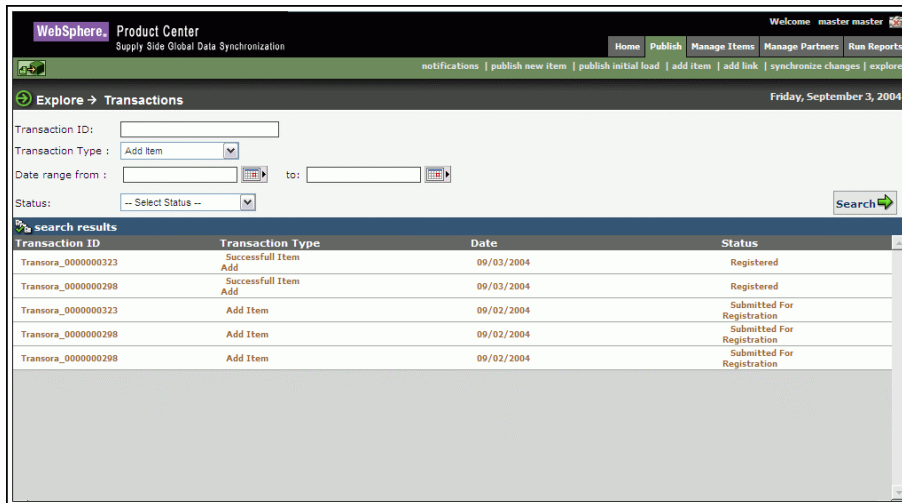 WebSphere. Product Center
Supply Side Global Data Synchronization
Welcome master master
Home Publish Manage Items Manage Partners Run Reports
notifications | publish new item | publish initial load | add item | add link | synchronize changes | explore
Explore → Transactions
Friday, September 3, 2004
Transaction ID:
Transaction Type : Add Item
Date range from : to:
Status: -- Select Status --
Search
search results
Transaction ID Transaction Type Date Status
Transora_0000000323 Successfull Item Add 09/03/2004 Registered
Transora_0000000298 Successfull Item Add 09/03/2004 Registered
Transora_0000000323 Add Item 09/02/2004 Submitted For Registration
Transora_0000000298 Add Item 09/02/2004 Submitted For Registration
Transora_0000000298 Add Item 09/02/2004 Submitted For Registration